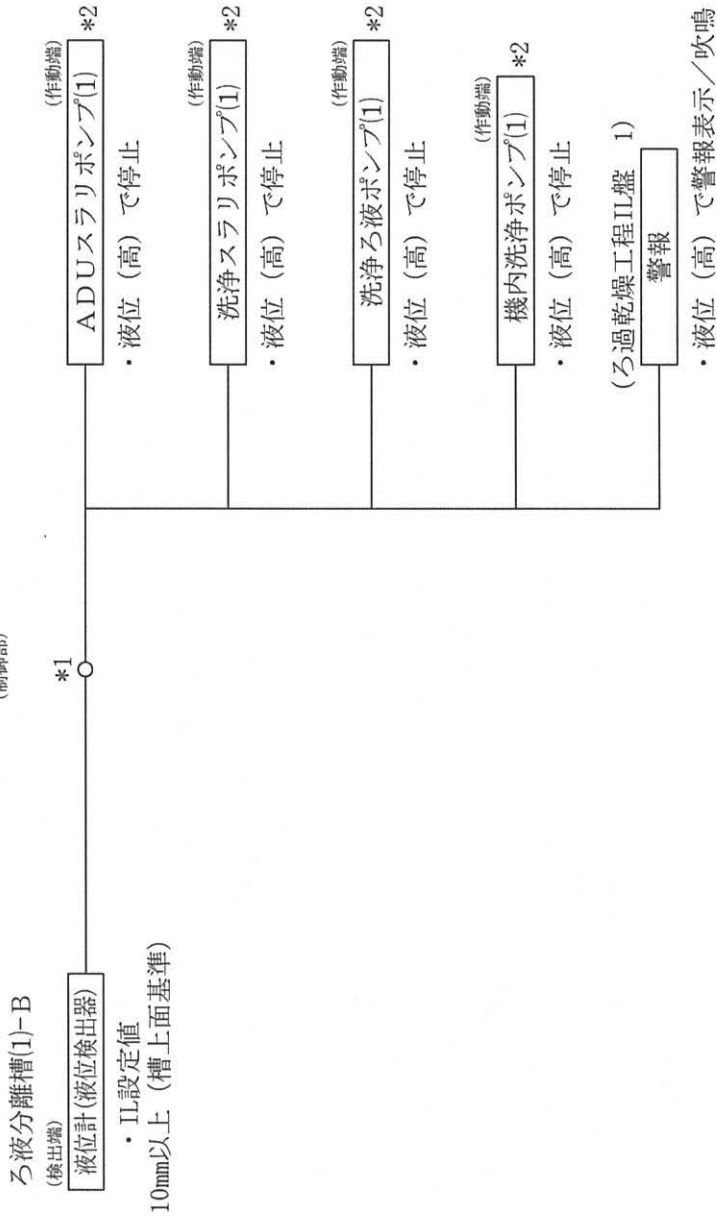 ろ液分離槽(1)-B
(検出端)
液位計(液位検出器)
・IL設定値
10mm以上（槽上面基準）
(制御部)
*1
(作動端)
ADUスラリポンプ(1) *2
・液位（高）で停止
(作動端)
洗浄スラリポンプ(1) *2
・液位（高）で停止
(作動端)
洗浄ろ液ポンプ(1) *2
・液位（高）で停止
(作動端)
機内洗浄ポンプ(1) *2
・液位（高）で停止
(ろ過乾燥工程IL盤 1)
警報
・液位（高）で警報表示／吹鳴